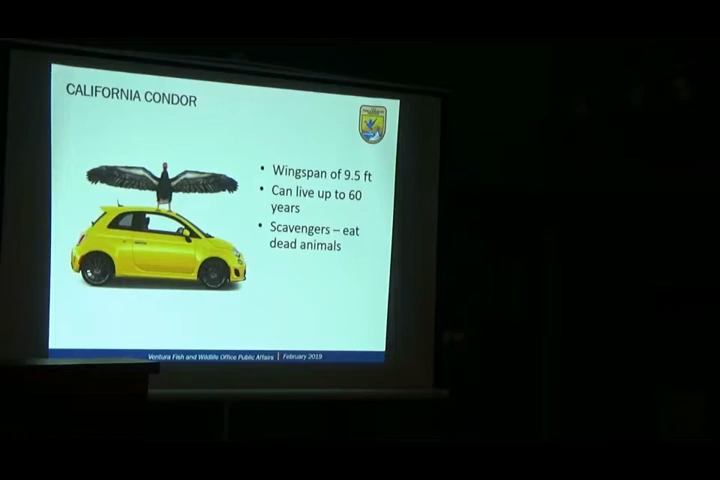 CALIFORNIA CONDOR
• Wingspan of 9.5 ft
• Can live up to 60
years
• Scavengers – eat
dead animals
Ventura Fish and Wildlife Office Public Affairs | February 2019